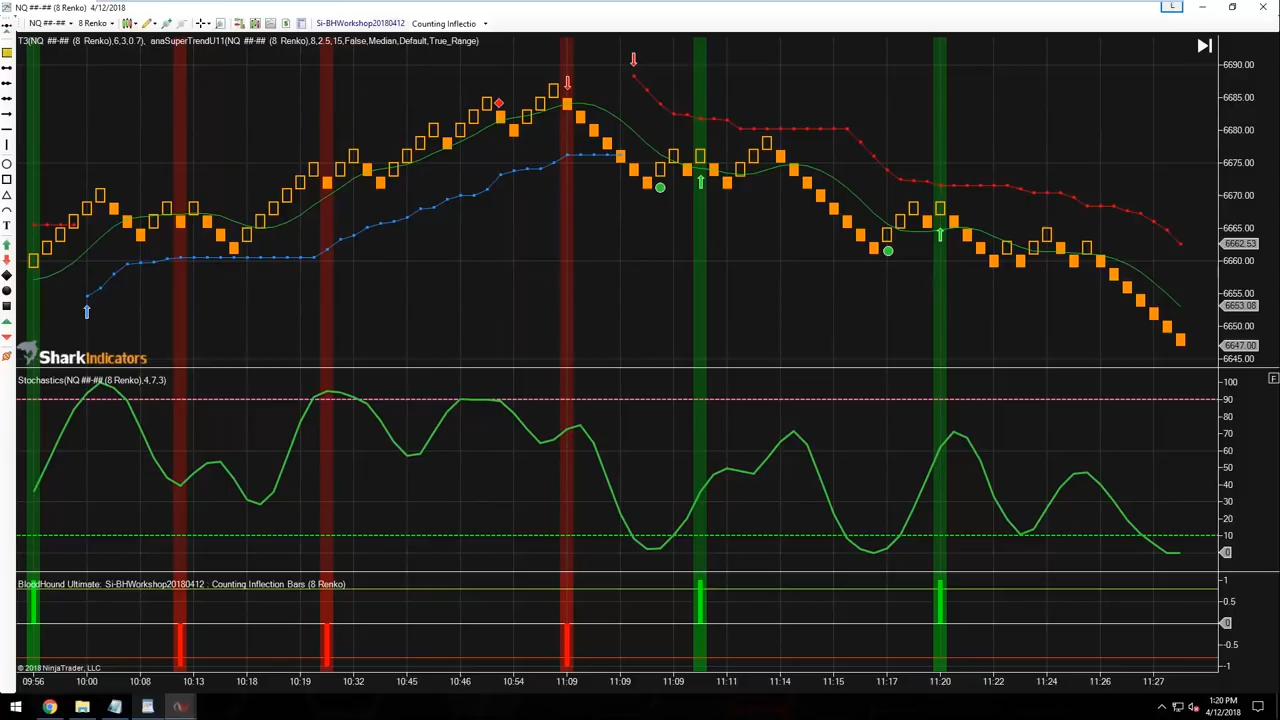 NQ ##-## (8 Renko) 4/12/2018
L
NQ ##-## 8 Renko Si-BHWorkshop20180412 Counting Inflectio
T3(NQ ##-## (8 Renko),6,3,0.7), anaSuperTrendU11(NQ ##-## (8 Renko),8,2.5,15,False,Median,Default,True_Range)
T
6690.00
6685.00
6680.00
6675.00
6670.00
6665.00
6662.53
6660.00
6655.00
6653.08
6650.00
6647.00
6645.00
SharkIndicators
Stochastics(NQ ##-## (8 Renko),4,7,3)
F
100
90
80
70
60
50
40
30
20
10
0
BloodHound Ultimate: Si-BHWorkshop20180412 : Counting Inflection Bars (8 Renko)
1
0.5
0
-0.5
-1
© 2018 NinjaTrader, LLC
09:56 10:00 10:08 10:13 10:18 10:19 10:32 10:40 10:46 10:54 11:09 11:09 11:09 11:11 11:14 11:15 11:17 11:20 11:22 11:24 11:26 11:27
1:20 PM
4/12/2018